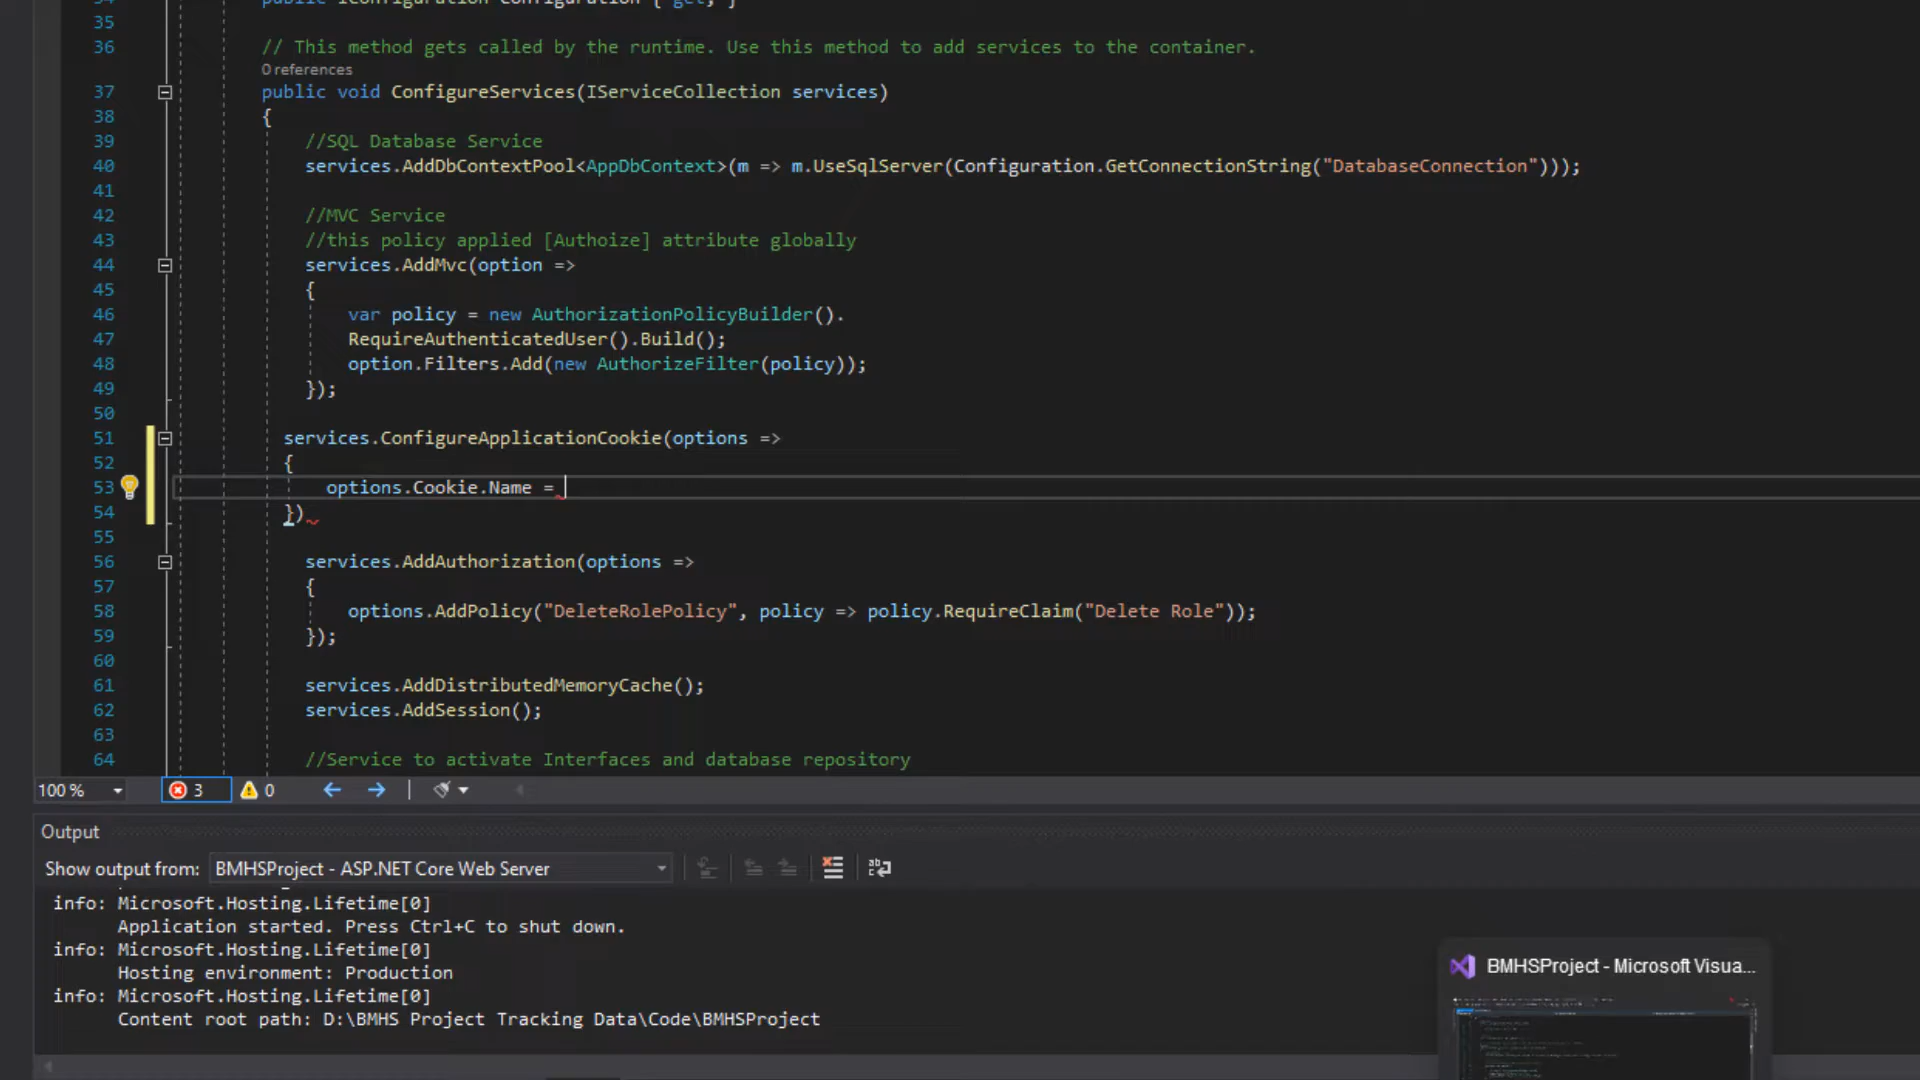 34 public IConfiguration Configuration { get; }
35
36 // This method gets called by the runtime. Use this method to add services to the container.
0 references
37 public void ConfigureServices(IServiceCollection services)
38 {
39 //SQL Database Service
40 services.AddDbContextPool<AppDbContext>(m => m.UseSqlServer(Configuration.GetConnectionString("DatabaseConnection")));
41
42 //MVC Service
43 //this policy applied [Authoize] attribute globally
44 services.AddMvc(option =>
45 {
46 var policy = new AuthorizationPolicyBuilder().
47 RequireAuthenticatedUser().Build();
48 option.Filters.Add(new AuthorizeFilter(policy));
49 });
50
51 services.ConfigureApplicationCookie(options =>
52 {
53 options.Cookie.Name =
54 })
55
56 services.AddAuthorization(options =>
57 {
58 options.AddPolicy("DeleteRolePolicy", policy => policy.RequireClaim("Delete Role"));
59 });
60
61 services.AddDistributedMemoryCache();
62 services.AddSession();
63
64 //Service to activate Interfaces and database repository
100 % 3 0
Output
Show output from: BMHSProject - ASP.NET Core Web Server
info: Microsoft.Hosting.Lifetime[0]
Application started. Press Ctrl+C to shut down.
info: Microsoft.Hosting.Lifetime[0]
Hosting environment: Production
info: Microsoft.Hosting.Lifetime[0]
Content root path: D:\BMHS Project Tracking Data\Code\BMHSProject
BMHSProject - Microsoft Visua...